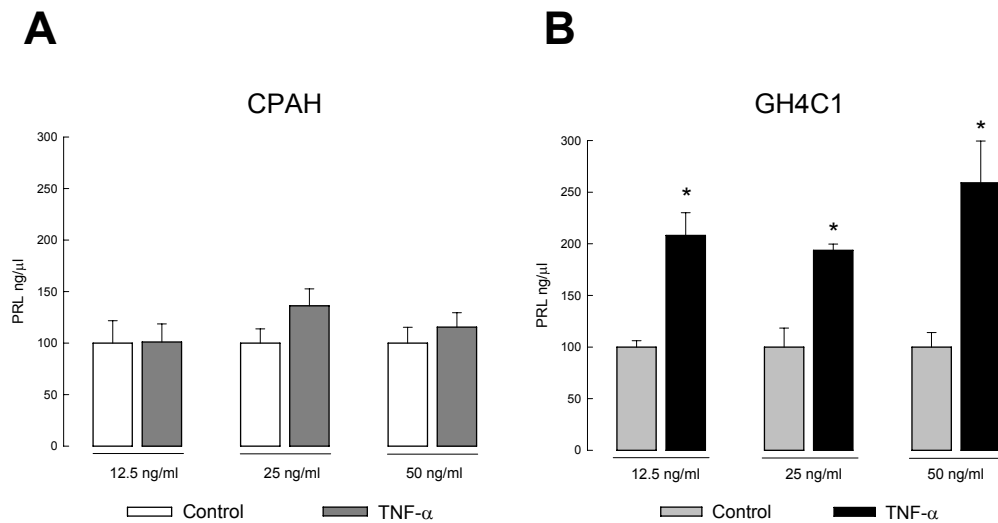 A
CPAH
300
250
200
150
100
50
0
PRL ng/μl
12.5 ng/ml
25 ng/ml
50 ng/ml
Control
TNF-α
B
GH4C1
300
250
200
150
100
50
0
PRL ng/μl
*
*
*
12.5 ng/ml
25 ng/ml
50 ng/ml
Control
TNF-α